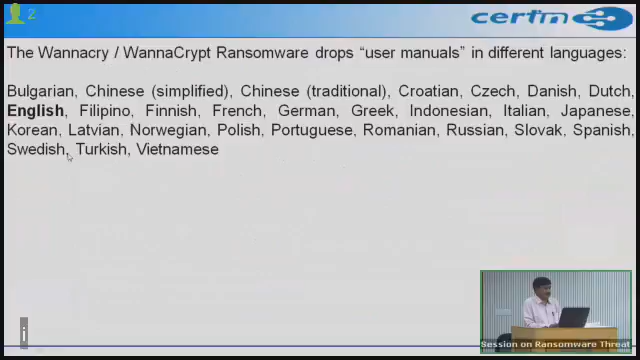 2
certin
The Wannacry / WannaCrypt Ransomware drops “user manuals” in different languages:
Bulgarian, Chinese (simplified), Chinese (traditional), Croatian, Czech, Danish, Dutch,
English, Filipino, Finnish, French, German, Greek, Indonesian, Italian, Japanese,
Korean, Latvian, Norwegian, Polish, Portuguese, Romanian, Russian, Slovak, Spanish,
Swedish, Turkish, Vietnamese
i
Session on Ransomware Threat